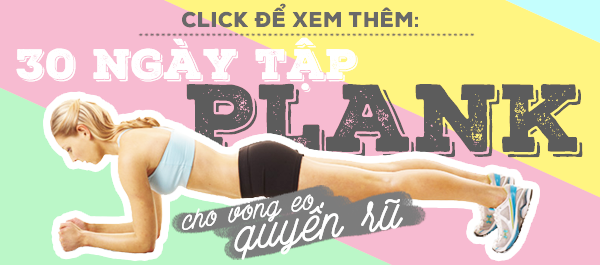 CLICK ĐỂ XEM THÊM:
30 NGÀY TẬP
PLANK
cho vòng eo
quyến rũ